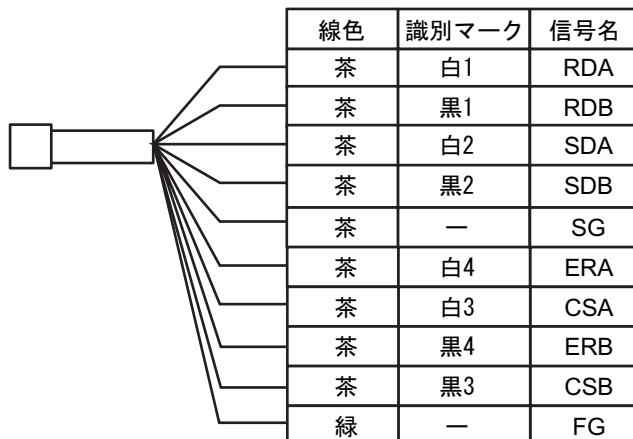 線色 識別マーク 信号名
茶 白1 RDA
茶 黒1 RDB
茶 白2 SDA
茶 黒2 SDB
茶 ー SG
茶 白4 ERA
茶 白3 CSA
茶 黒4 ERB
茶 黒3 CSB
緑 ー FG